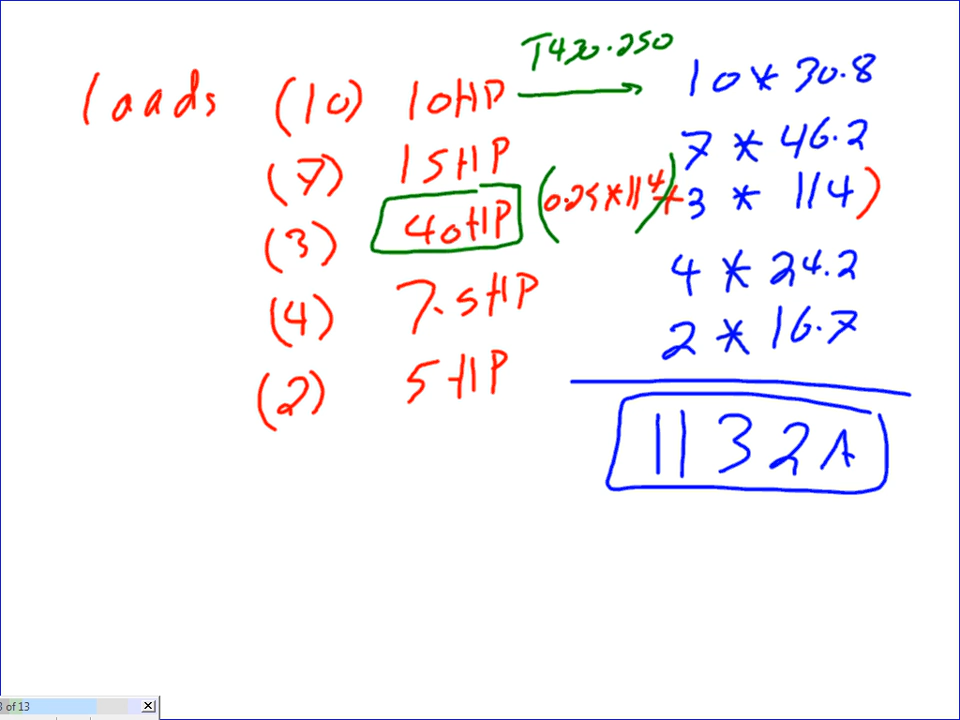 T430.250
loads (10) 10HP → 10 * 30.8
(7) 15HP 7 * 46.2
(3) 40HP (0.25*114)+3 * 114)
(4) 7.5HP 4 * 24.2
(2) 5HP 2 * 16.7
1132A
3 of 13